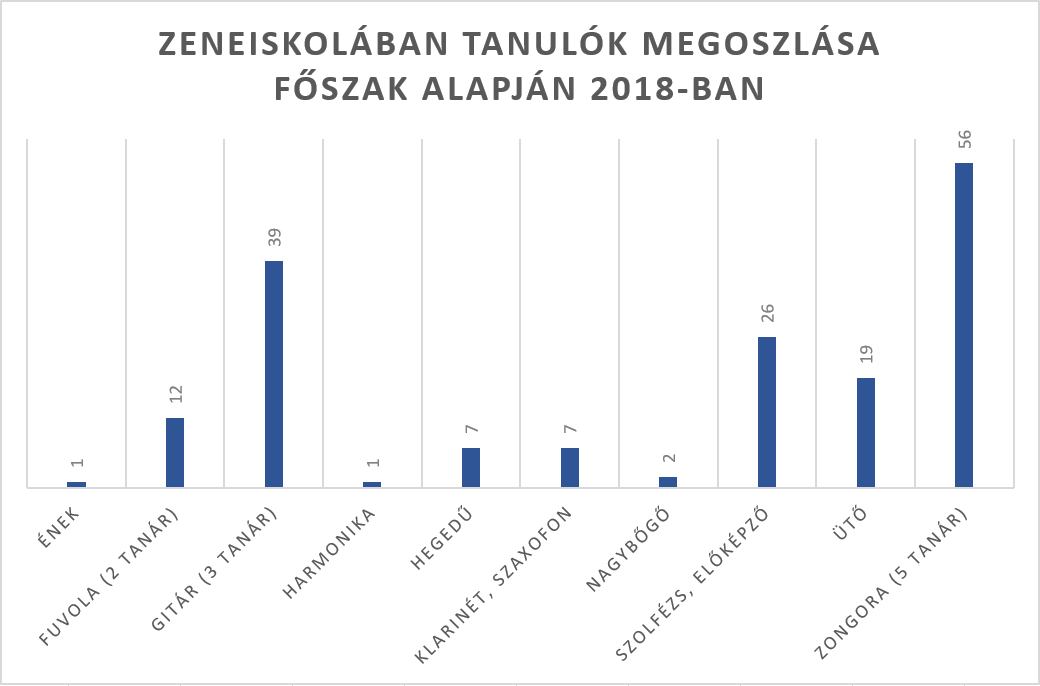 ZENEISKOLÁBAN TANULÓK MEGOSZLÁSA
FŐSZAK ALAPJÁN 2018-BAN
1
12
39
1
7
7
2
26
19
56
ÉNEK
FUVOLA (2 TANÁR)
GITÁR (3 TANÁR)
HARMONIKA
HEGEDŰ
KLARINÉT, SZAXOFON
NAGYBŐGŐ
SZOLFÉZS, ELŐKÉPZŐ
ÜTŐ
ZONGORA (5 TANÁR)